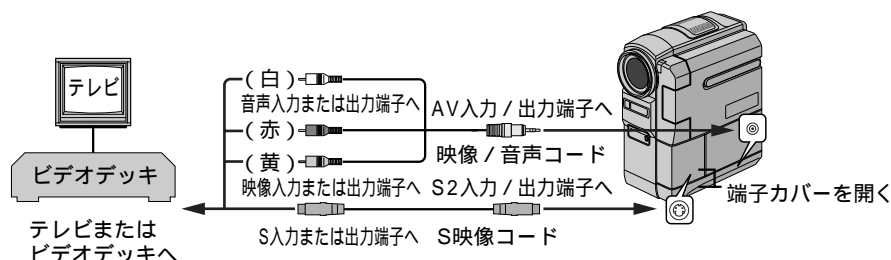 テレビ
ビデオデッキ
テレビまたは
ビデオデッキへ
(白)
音声入力または出力端子へ
(赤)
(黄)
映像入力または出力端子へ
S入力または出力端子へ
AV入力/出力端子へ
映像/音声コード
S2入力/出力端子へ
S映像コード
端子カバーを開く